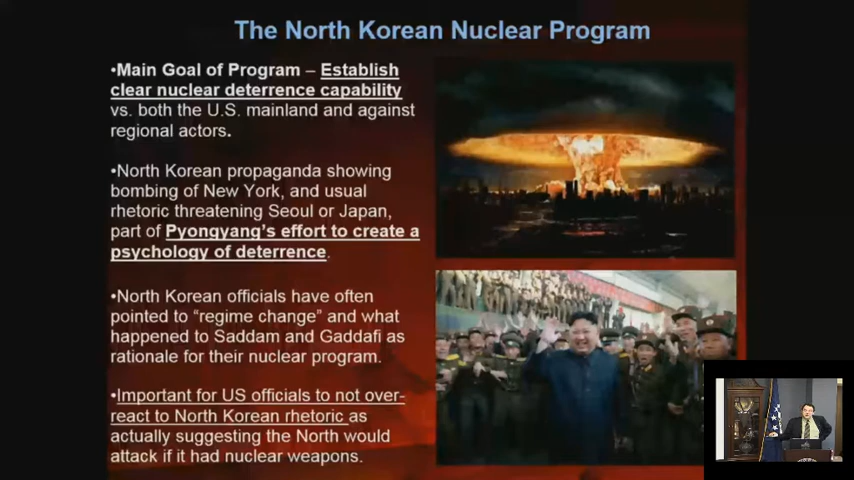 The North Korean Nuclear Program
•Main Goal of Program – Establish
clear nuclear deterrence capability
vs. both the U.S. mainland and against
regional actors.
•North Korean propaganda showing
bombing of New York, and usual
rhetoric threatening Seoul or Japan,
part of Pyongyang's effort to create a
psychology of deterrence.
•North Korean officials have often
pointed to “regime change” and what
happened to Saddam and Gaddafi as
rationale for their nuclear program.
•Important for US officials to not over-
react to North Korean rhetoric as
actually suggesting the North would
attack if it had nuclear weapons.